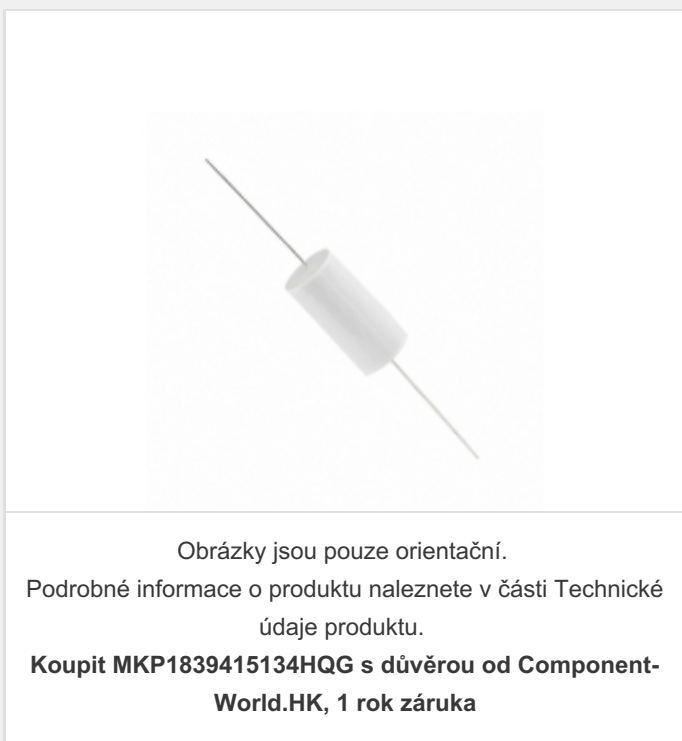 Obrázky jsou pouze orientační.
Podrobné informace o produktu naleznete v části Technické
údaje produktu.
Koupit MKP1839415134HQG s důvěrou od Component-
World.HK, 1 rok záruka